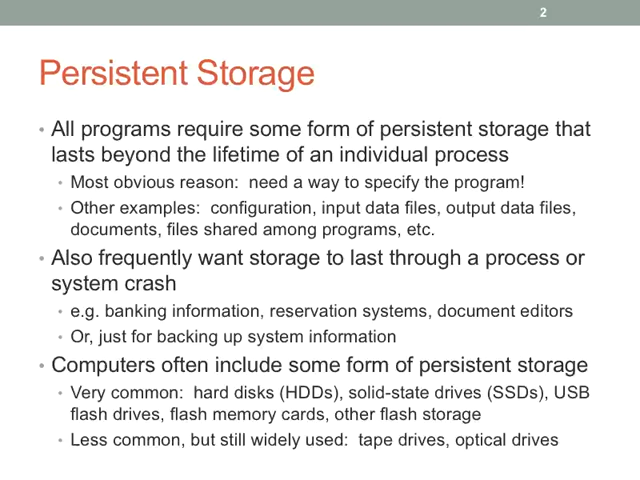 2
Persistent Storage
• All programs require some form of persistent storage that
lasts beyond the lifetime of an individual process
• Most obvious reason: need a way to specify the program!
• Other examples: configuration, input data files, output data files,
documents, files shared among programs, etc.
• Also frequently want storage to last through a process or
system crash
• e.g. banking information, reservation systems, document editors
• Or, just for backing up system information
• Computers often include some form of persistent storage
• Very common: hard disks (HDDs), solid-state drives (SSDs), USB
flash drives, flash memory cards, other flash storage
• Less common, but still widely used: tape drives, optical drives